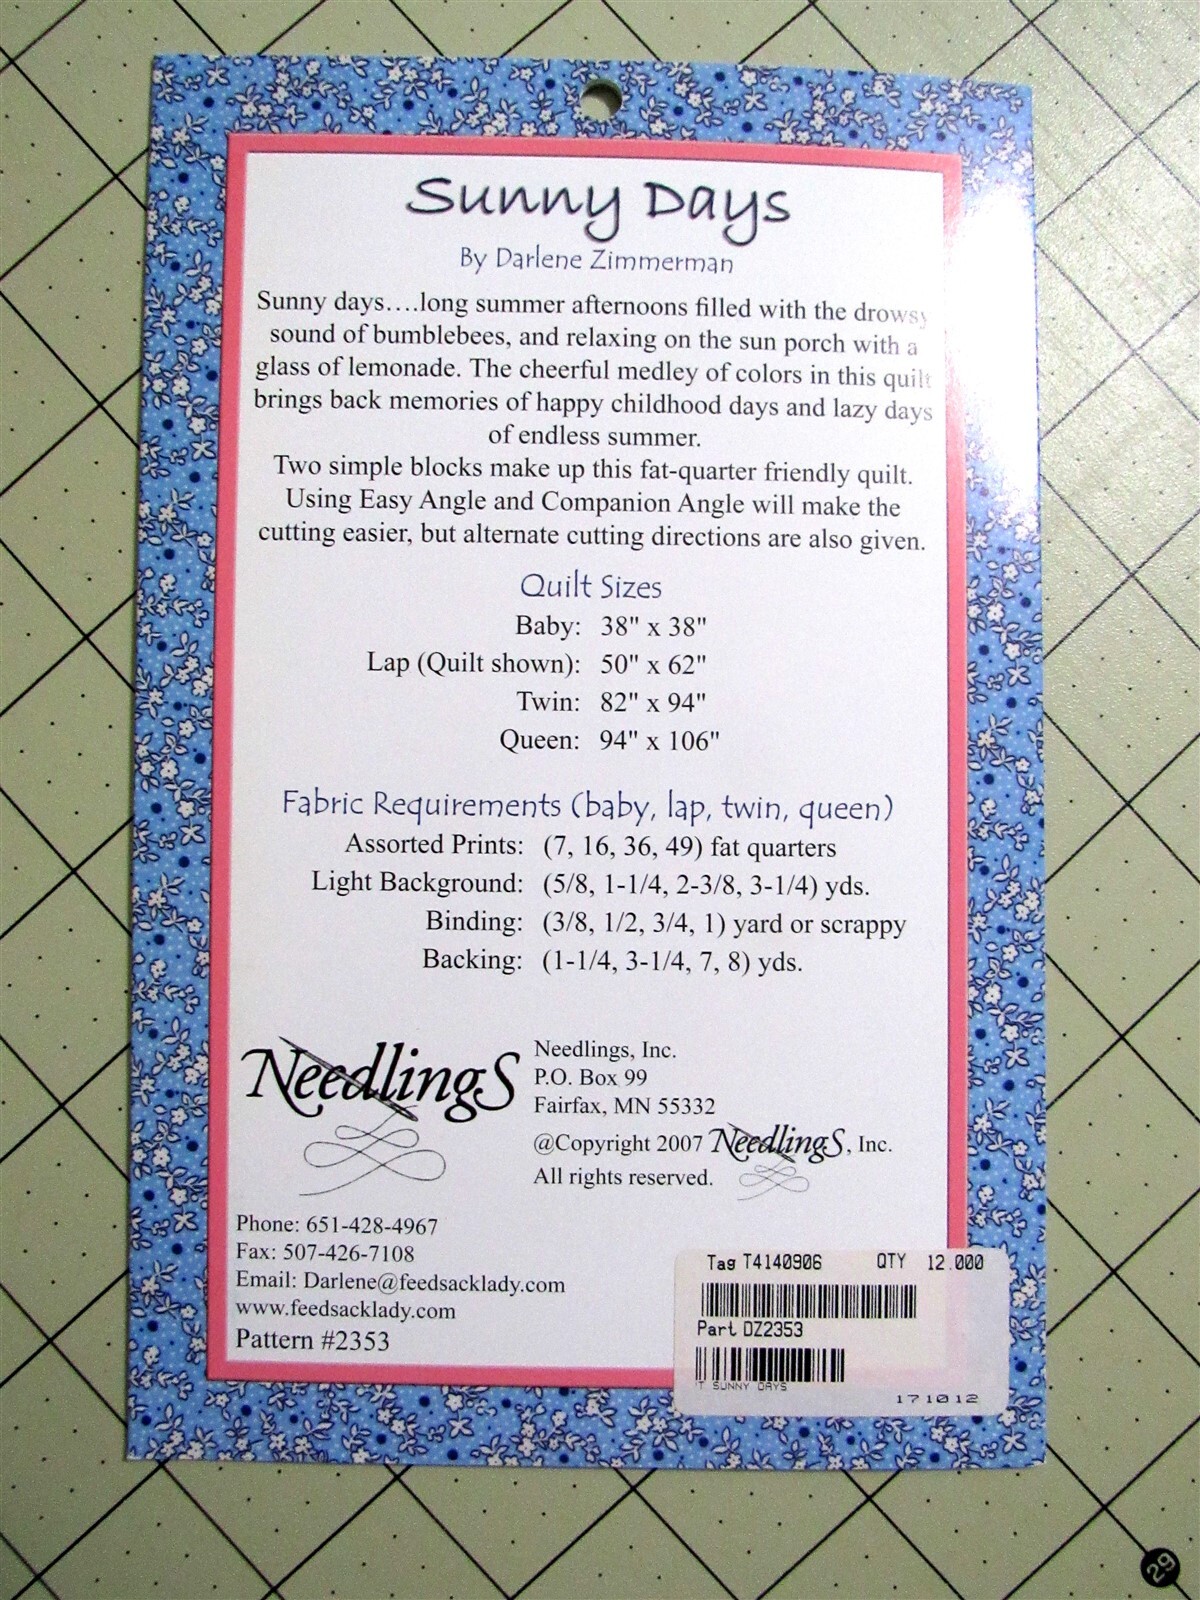 Sunny Days
By Darlene Zimmerman
Sunny days....long summer afternoons filled with the drowsy
sound of bumblebees, and relaxing on the sun porch with a
glass of lemonade. The cheerful medley of colors in this quilt
brings back memories of happy childhood days and lazy days
of endless summer.
Two simple blocks make up this fat-quarter friendly quilt.
Using Easy Angle and Companion Angle will make the
cutting easier, but alternate cutting directions are also given.
Quilt Sizes
Baby: 38" x 38"
Lap (Quilt shown): 50" x 62"
Twin: 82" x 94"
Queen: 94" x 106"
Fabric Requirements (baby, lap, twin, queen)
Assorted Prints: (7, 16, 36, 49) fat quarters
Light Background: (5/8, 1-1/4, 2-3/8, 3-1/4) yds.
Binding: (3/8, 1/2, 3/4, 1) yard or scrappy
Backing: (1-1/4, 3-1/4, 7, 8) yds.
NeedlingS
Needlings, Inc.
P.O. Box 99
Fairfax, MN 55332
@Copyright 2007 NeedlingS, Inc.
All rights reserved.
Phone: 651-428-4967
Fax: 507-426-7108
Email: Darlene@feedsacklady.com
www.feedsacklady.com
Pattern #2353
Tag T4140906 QTY 12.000
Part DZ2353
'T SUNNY DAYS
171012
29